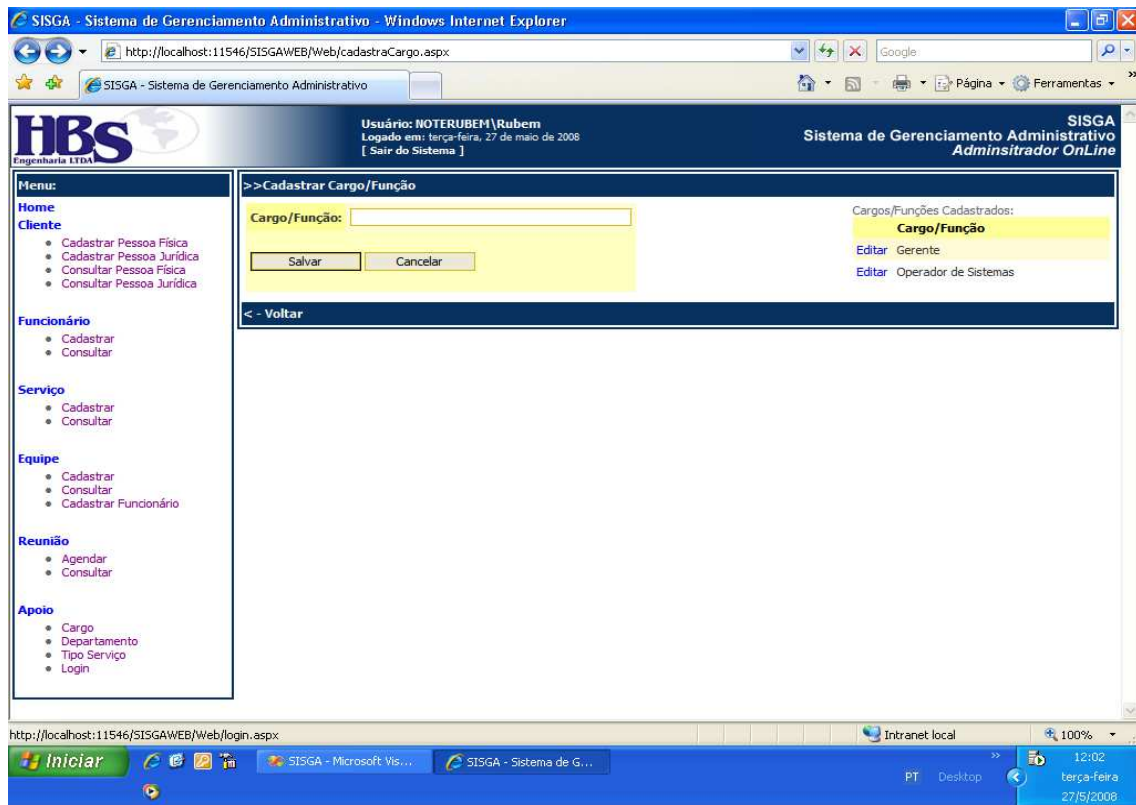 SISGA - Sistema de Gerenciamento Administrativo - Windows Internet Explorer
http://localhost:11546/SISGAWEB/Web/cadastraCargo.aspx
Google
SISGA - Sistema de Gerenciamento Administrativo
Página
Ferramentas
HBS
Engenharia LTDA
Usuário: NOTERUBEM\Rubem
Logado em: terça-feira, 27 de maio de 2008
[ Sair do Sistema ]
SISGA
Sistema de Gerenciamento Administrativo
Adminsitrador OnLine
Menu:
Home
Cliente
Cadastrar Pessoa Física
Cadastrar Pessoa Jurídica
Consultar Pessoa Física
Consultar Pessoa Jurídica
Funcionário
Cadastrar
Consultar
Serviço
Cadastrar
Consultar
Equipe
Cadastrar
Consultar
Cadastrar Funcionário
Reunião
Agendar
Consultar
Apoio
Cargo
Departamento
Tipo Serviço
Login
>>Cadastrar Cargo/Função
Cargo/Função:
Salvar Cancelar
Cargos/Funções Cadastrados:
Cargo/Função
Editar Gerente
Editar Operador de Sistemas
< - Voltar
http://localhost:11546/SISGAWEB/Web/login.aspx
Intranet local
100%
Iniciar
SISGA - Microsoft Vis...
SISGA - Sistema de G...
PT
Desktop
12:02
terça-feira
27/5/2008